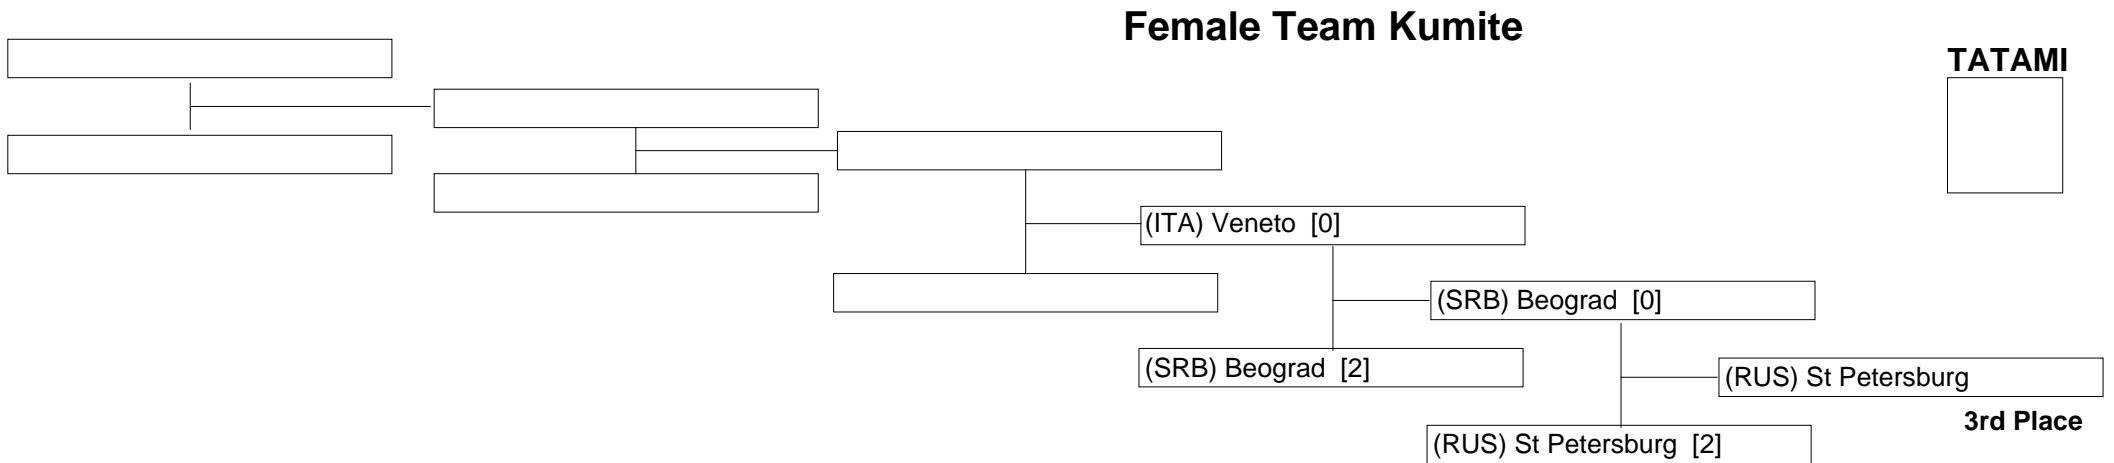 Female Team Kumite
TATAMI
(ITA) Veneto [0]
(SRB) Beograd [0]
(SRB) Beograd [2]
(RUS) St Petersburg
3rd Place
(RUS) St Petersburg [2]